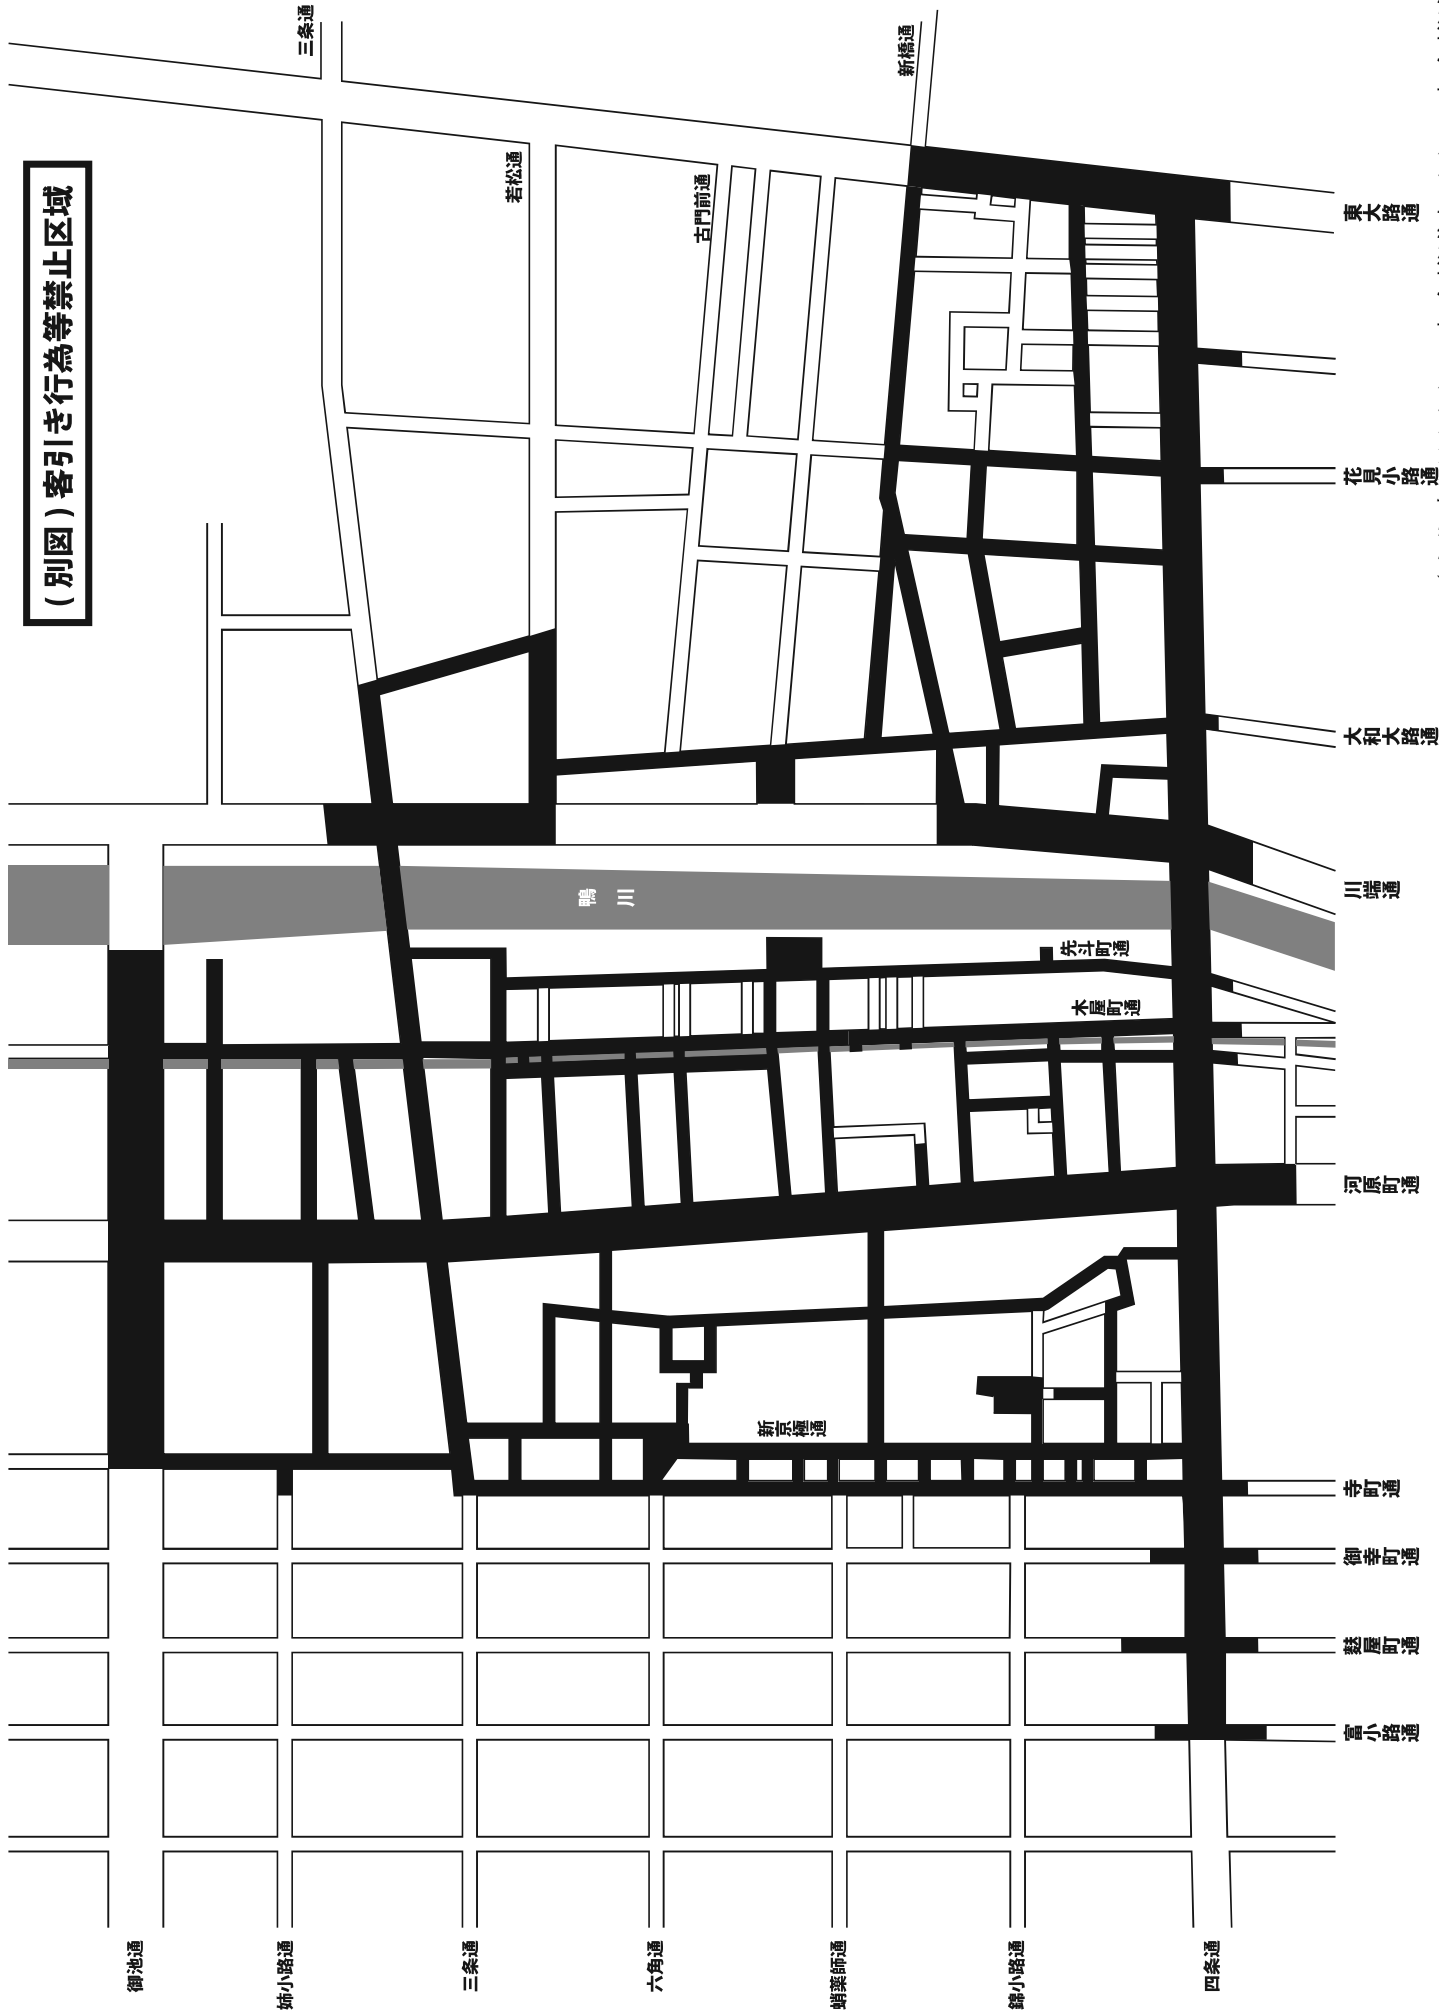 （別図）客引き行為等禁止区域
三条通
新橋通
若松通
古門前通
鴨川
先斗町通
木屋町通
新京極通
東大路通
花見小路通
大和大路通
川端通
河原町通
寺町通
御幸町通
麩屋町通
富小路通
御池通
姉小路通
三条通
六角通
蛸薬師通
錦小路通
四条通